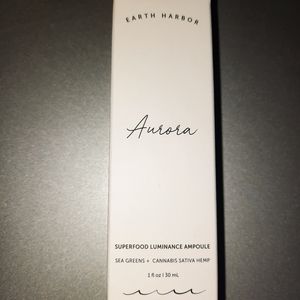 EARTH HARBOR
Aurora
SUPERFOOD LUMINANCE AMPOULE
SEA GREENS + CANNABIS SATIVA HEMP
1 fl oz | 30 mL